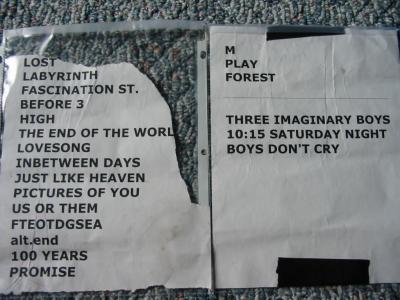 LOST
LABYRINTH
FASCINATION ST.
BEFORE 3
HIGH
THE END OF THE WORL
LOVESONG
INBETWEEN DAYS
JUST LIKE HEAVEN
PICTURES OF YOU
US OR THEM
FTEOTDGSEA
alt.end
100 YEARS
PROMISE
M
PLAY
FOREST
THREE IMAGINARY BOYS
10:15 SATURDAY NIGHT
BOYS DON'T CRY